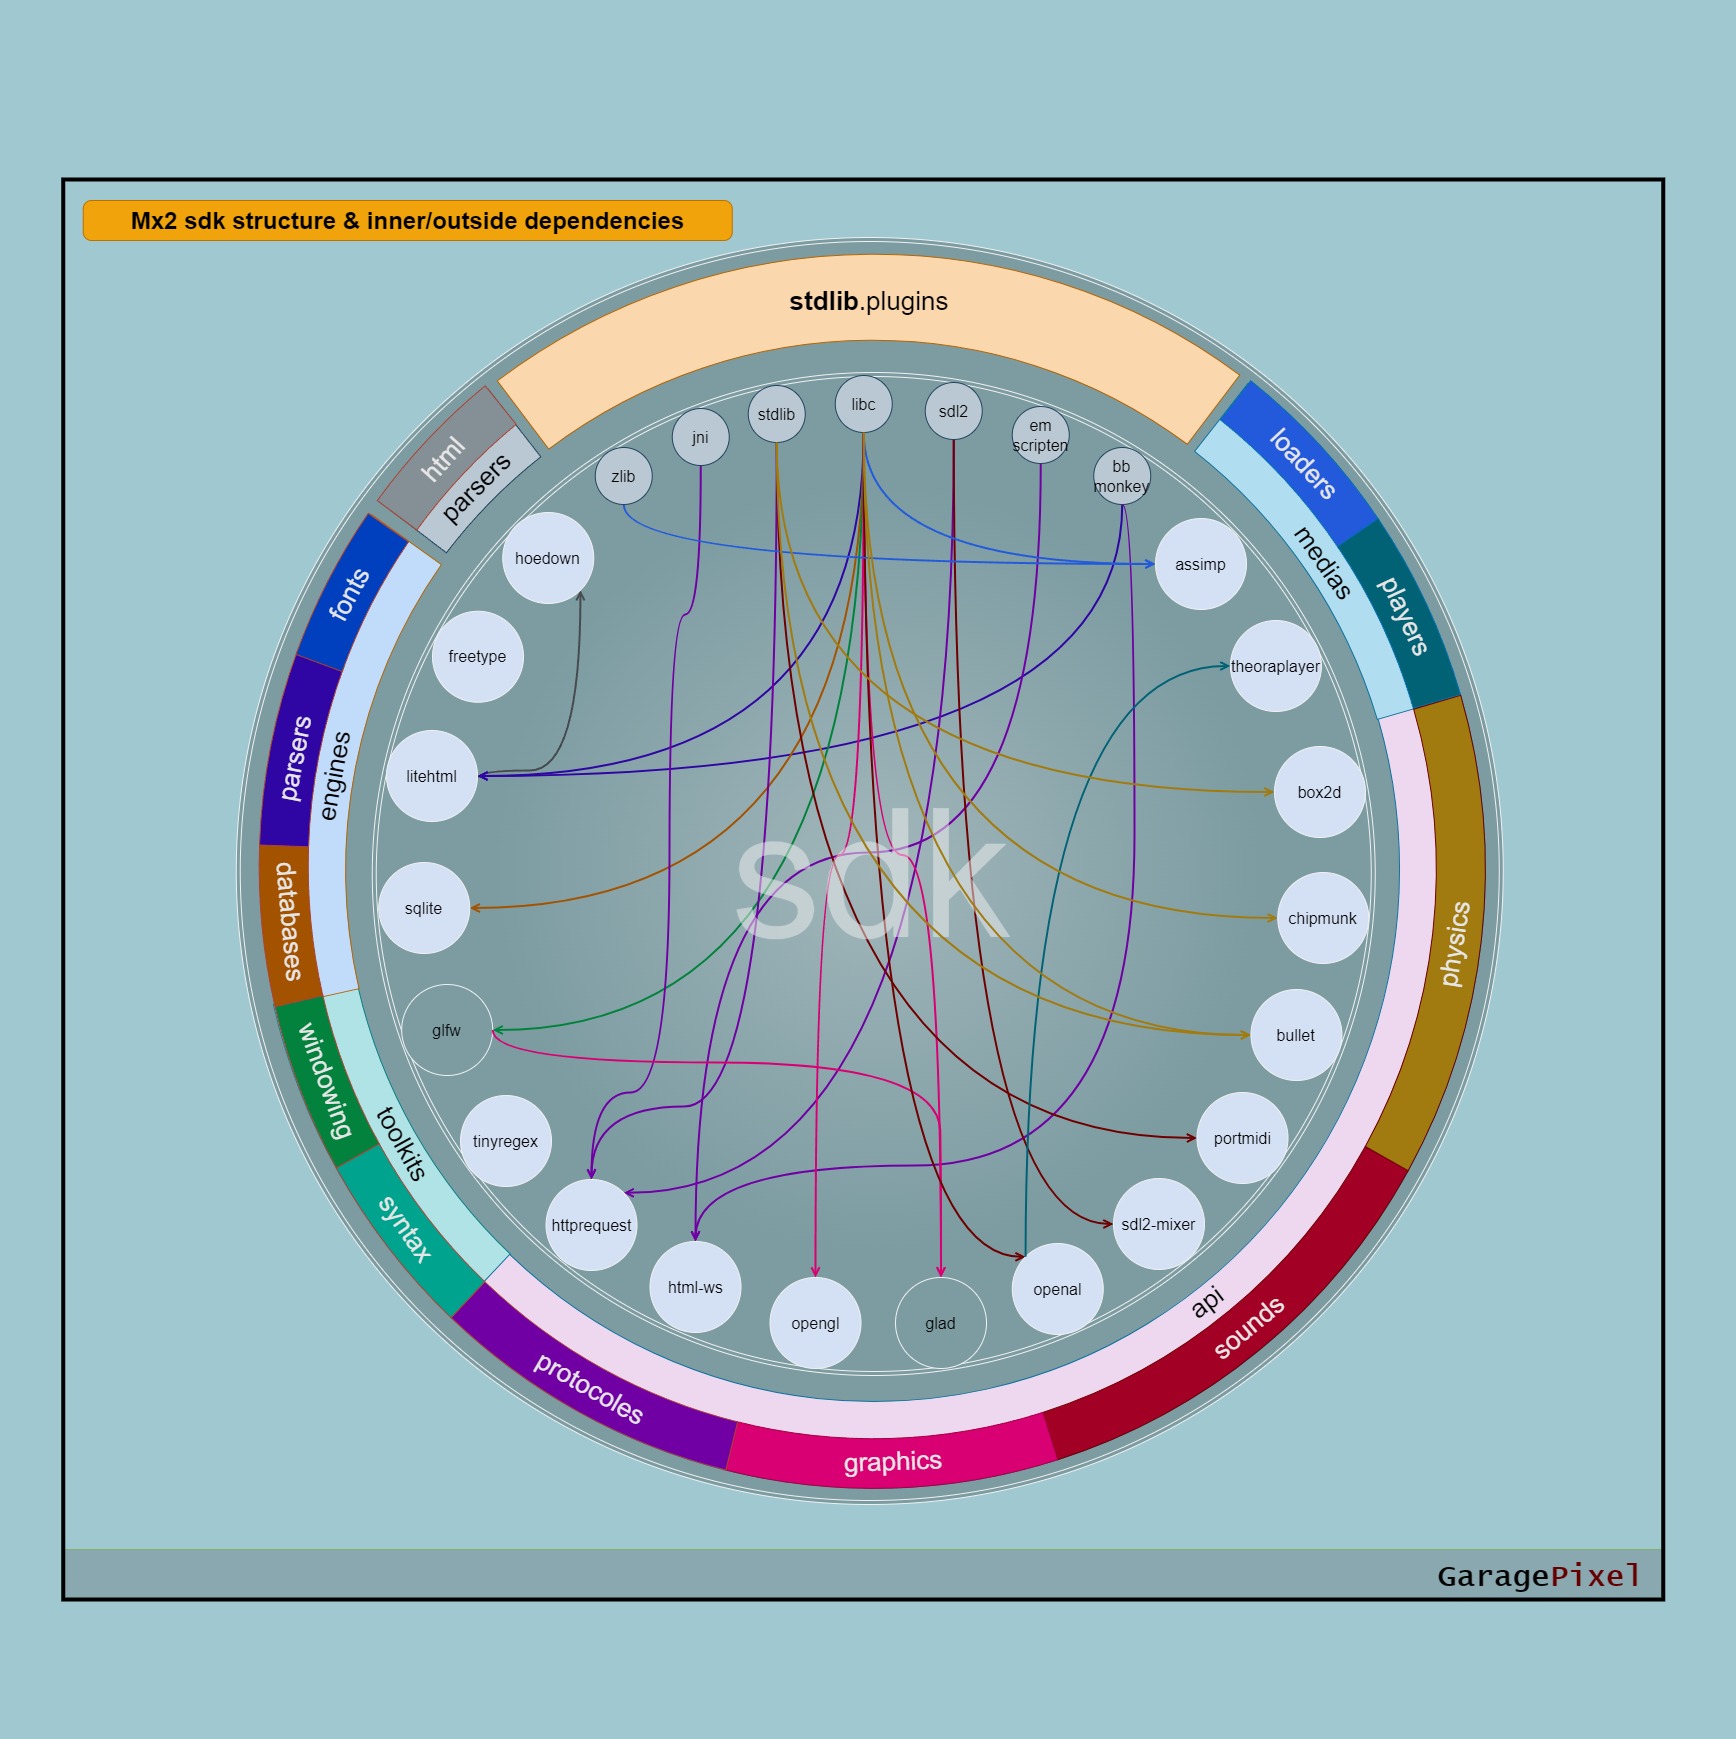 Mx2 sdk structure & inner/outside dependencies
stdlib.plugins
html
parsers
loaders
players
medias
fonts
parsers
databases
engines
windowing
syntax
toolkits
protocoles
graphics
sounds
physics
api
zlib
jni
stdlib
libc
sdl2
em
scripten
bb
monkey
hoedown
freetype
litehtml
sqlite
glfw
tinyregex
httprequest
html-ws
opengl
glad
openal
sdl2-mixer
portmidi
bullet
chipmunk
box2d
theoraplayer
assimp
sdk
GaragePixel